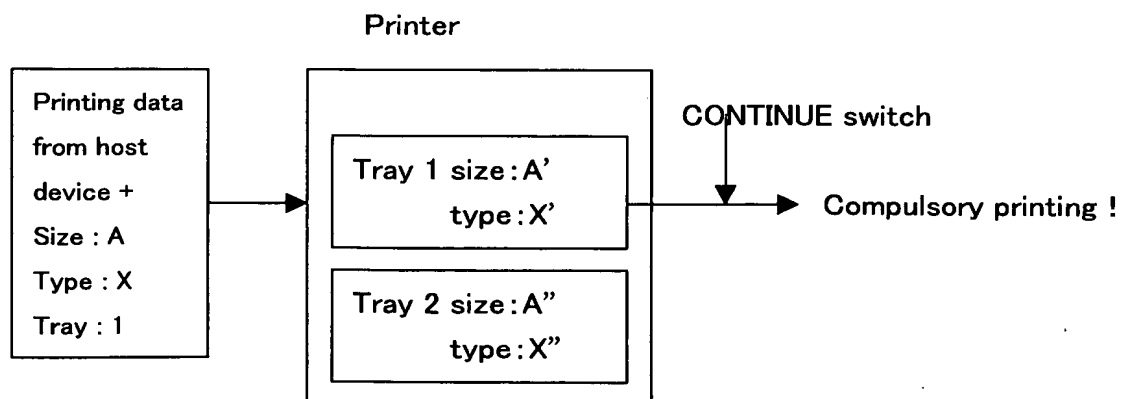 Printer
Printing data
from host
device +
Size : A
Type : X
Tray : 1
Tray 1 size : A'
type : X'
Tray 2 size : A”
type : X”
CONTINUE switch
Compulsory printing !